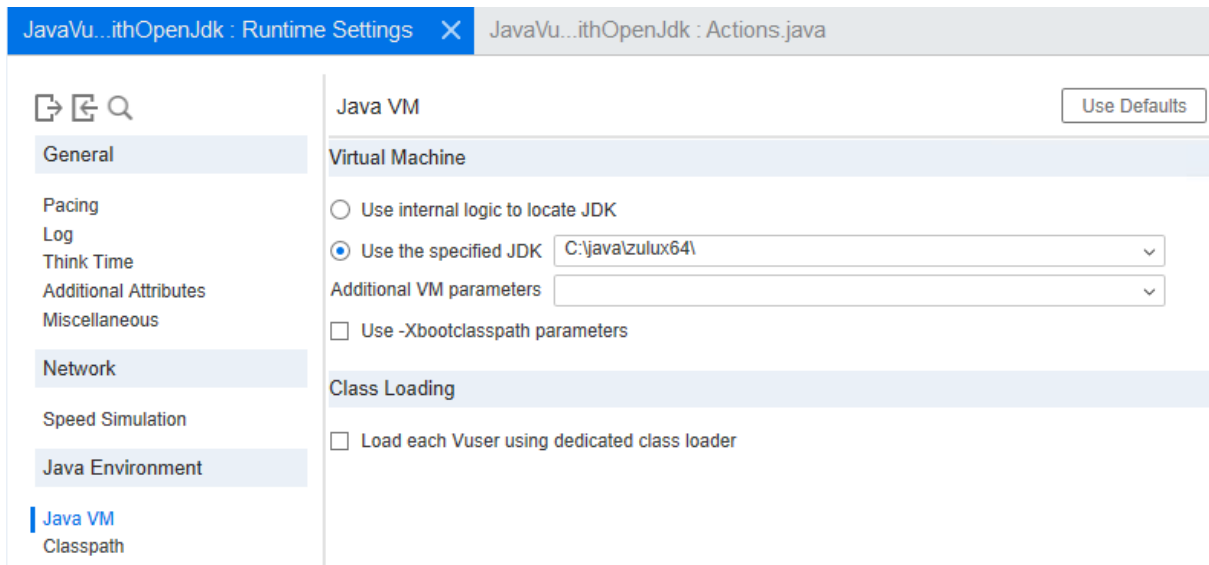 JavaVu...ithOpenJdk : Runtime Settings
JavaVu...ithOpenJdk : Actions.java
General
Pacing
Log
Think Time
Additional Attributes
Miscellaneous
Network
Speed Simulation
Java Environment
Java VM
Classpath
Java VM
Use Defaults
Virtual Machine
Use internal logic to locate JDK
Use the specified JDK C:\java\zulux64\
Additional VM parameters
Use -Xbootclasspath parameters
Class Loading
Load each Vuser using dedicated class loader